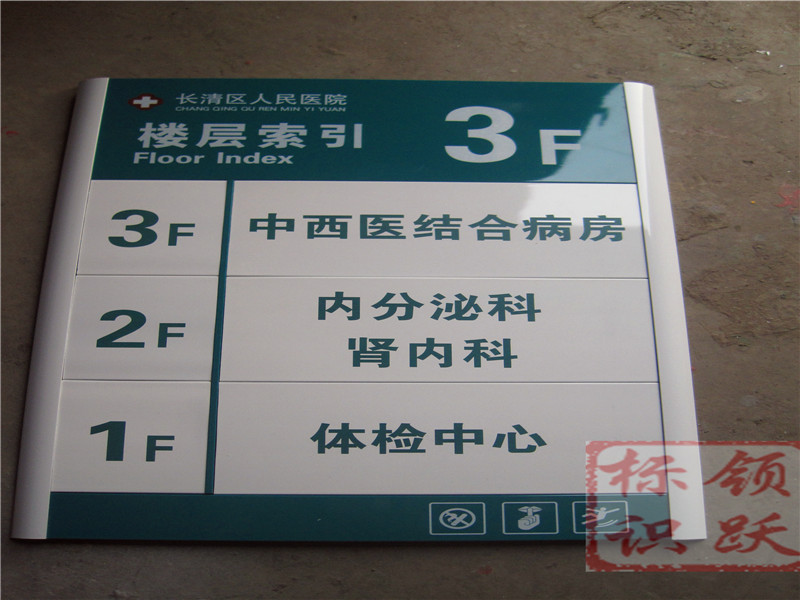 长清区人民医院
CHANG QING QU REN MIN YI YUAN
楼层索引
Floor Index
3F
3F
中西医结合病房
2F
内分泌科
肾内科
1F
体检中心
标领
识跃